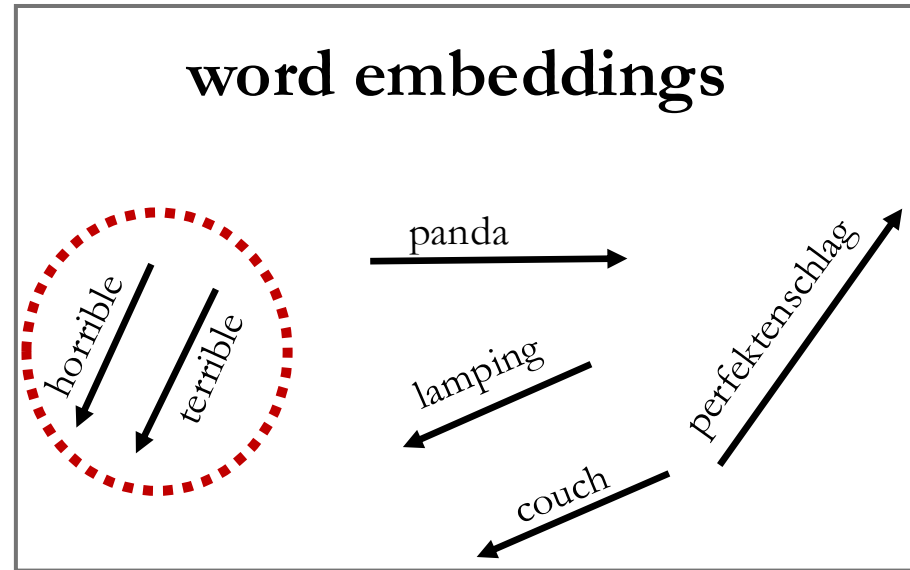 word embeddings
panda
horrible
terrible
lamping
couch
perfektenschlag